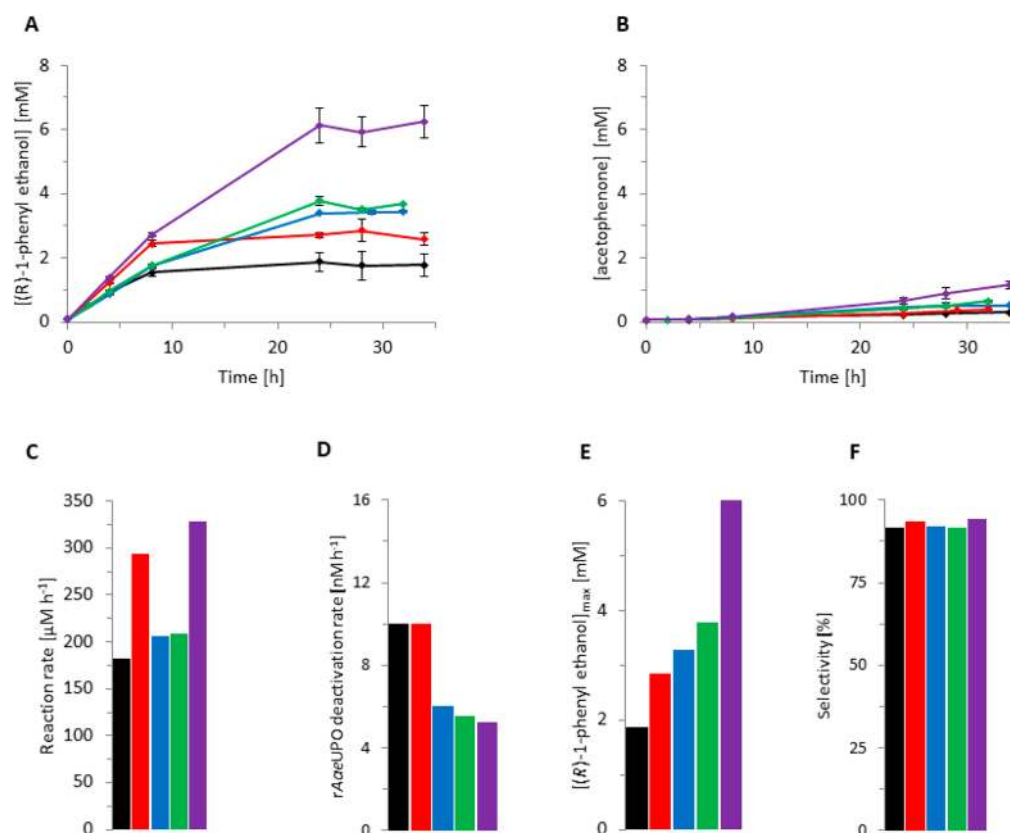 A
[(R)-1-phenyl ethanol] [mM]
8
6
4
2
0
0
10
20
30
Time [h]
B
[acetophenone] [mM]
8
6
4
2
0
0
10
20
30
Time [h]
C
Reaction rate [µM h⁻¹]
350
300
250
200
150
100
50
0
D
rAaeUPO deactivation rate [nM h⁻¹]
16
12
8
4
0
E
[(R)-1-phenyl ethanol]max [mM]
6
4
2
0
F
Selectivity [%]
100
75
50
25
0